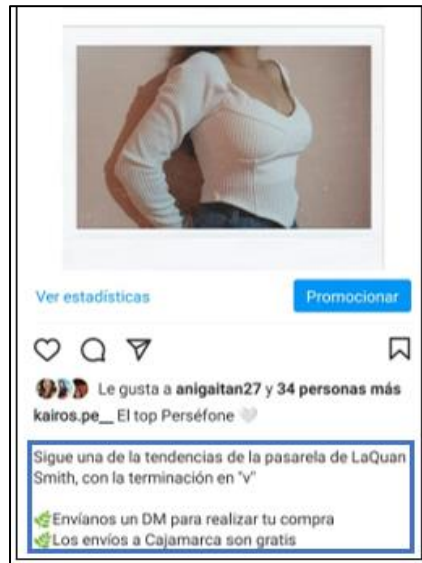 Ver estadísticas
Promocionar
Le gusta a anigaitan27 y 34 personas más
kairos.pe__ El top Perséfone 🤍
Sigue una de la tendencias de la pasarela de LaQuan
Smith, con la terminación en "v"
🌿Envíanos un DM para realizar tu compra
🌿Los envíos a Cajamarca son gratis